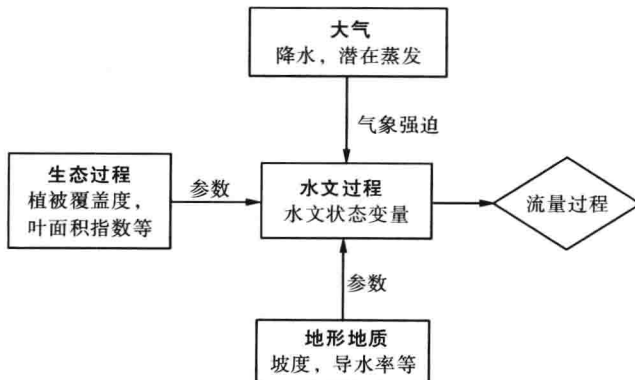 大气
降水，潜在蒸发
气象强迫
生态过程
植被覆盖度，
叶面积指数等
参数
水文过程
水文状态变量
流量过程
参数
地形地质
坡度，导水率等